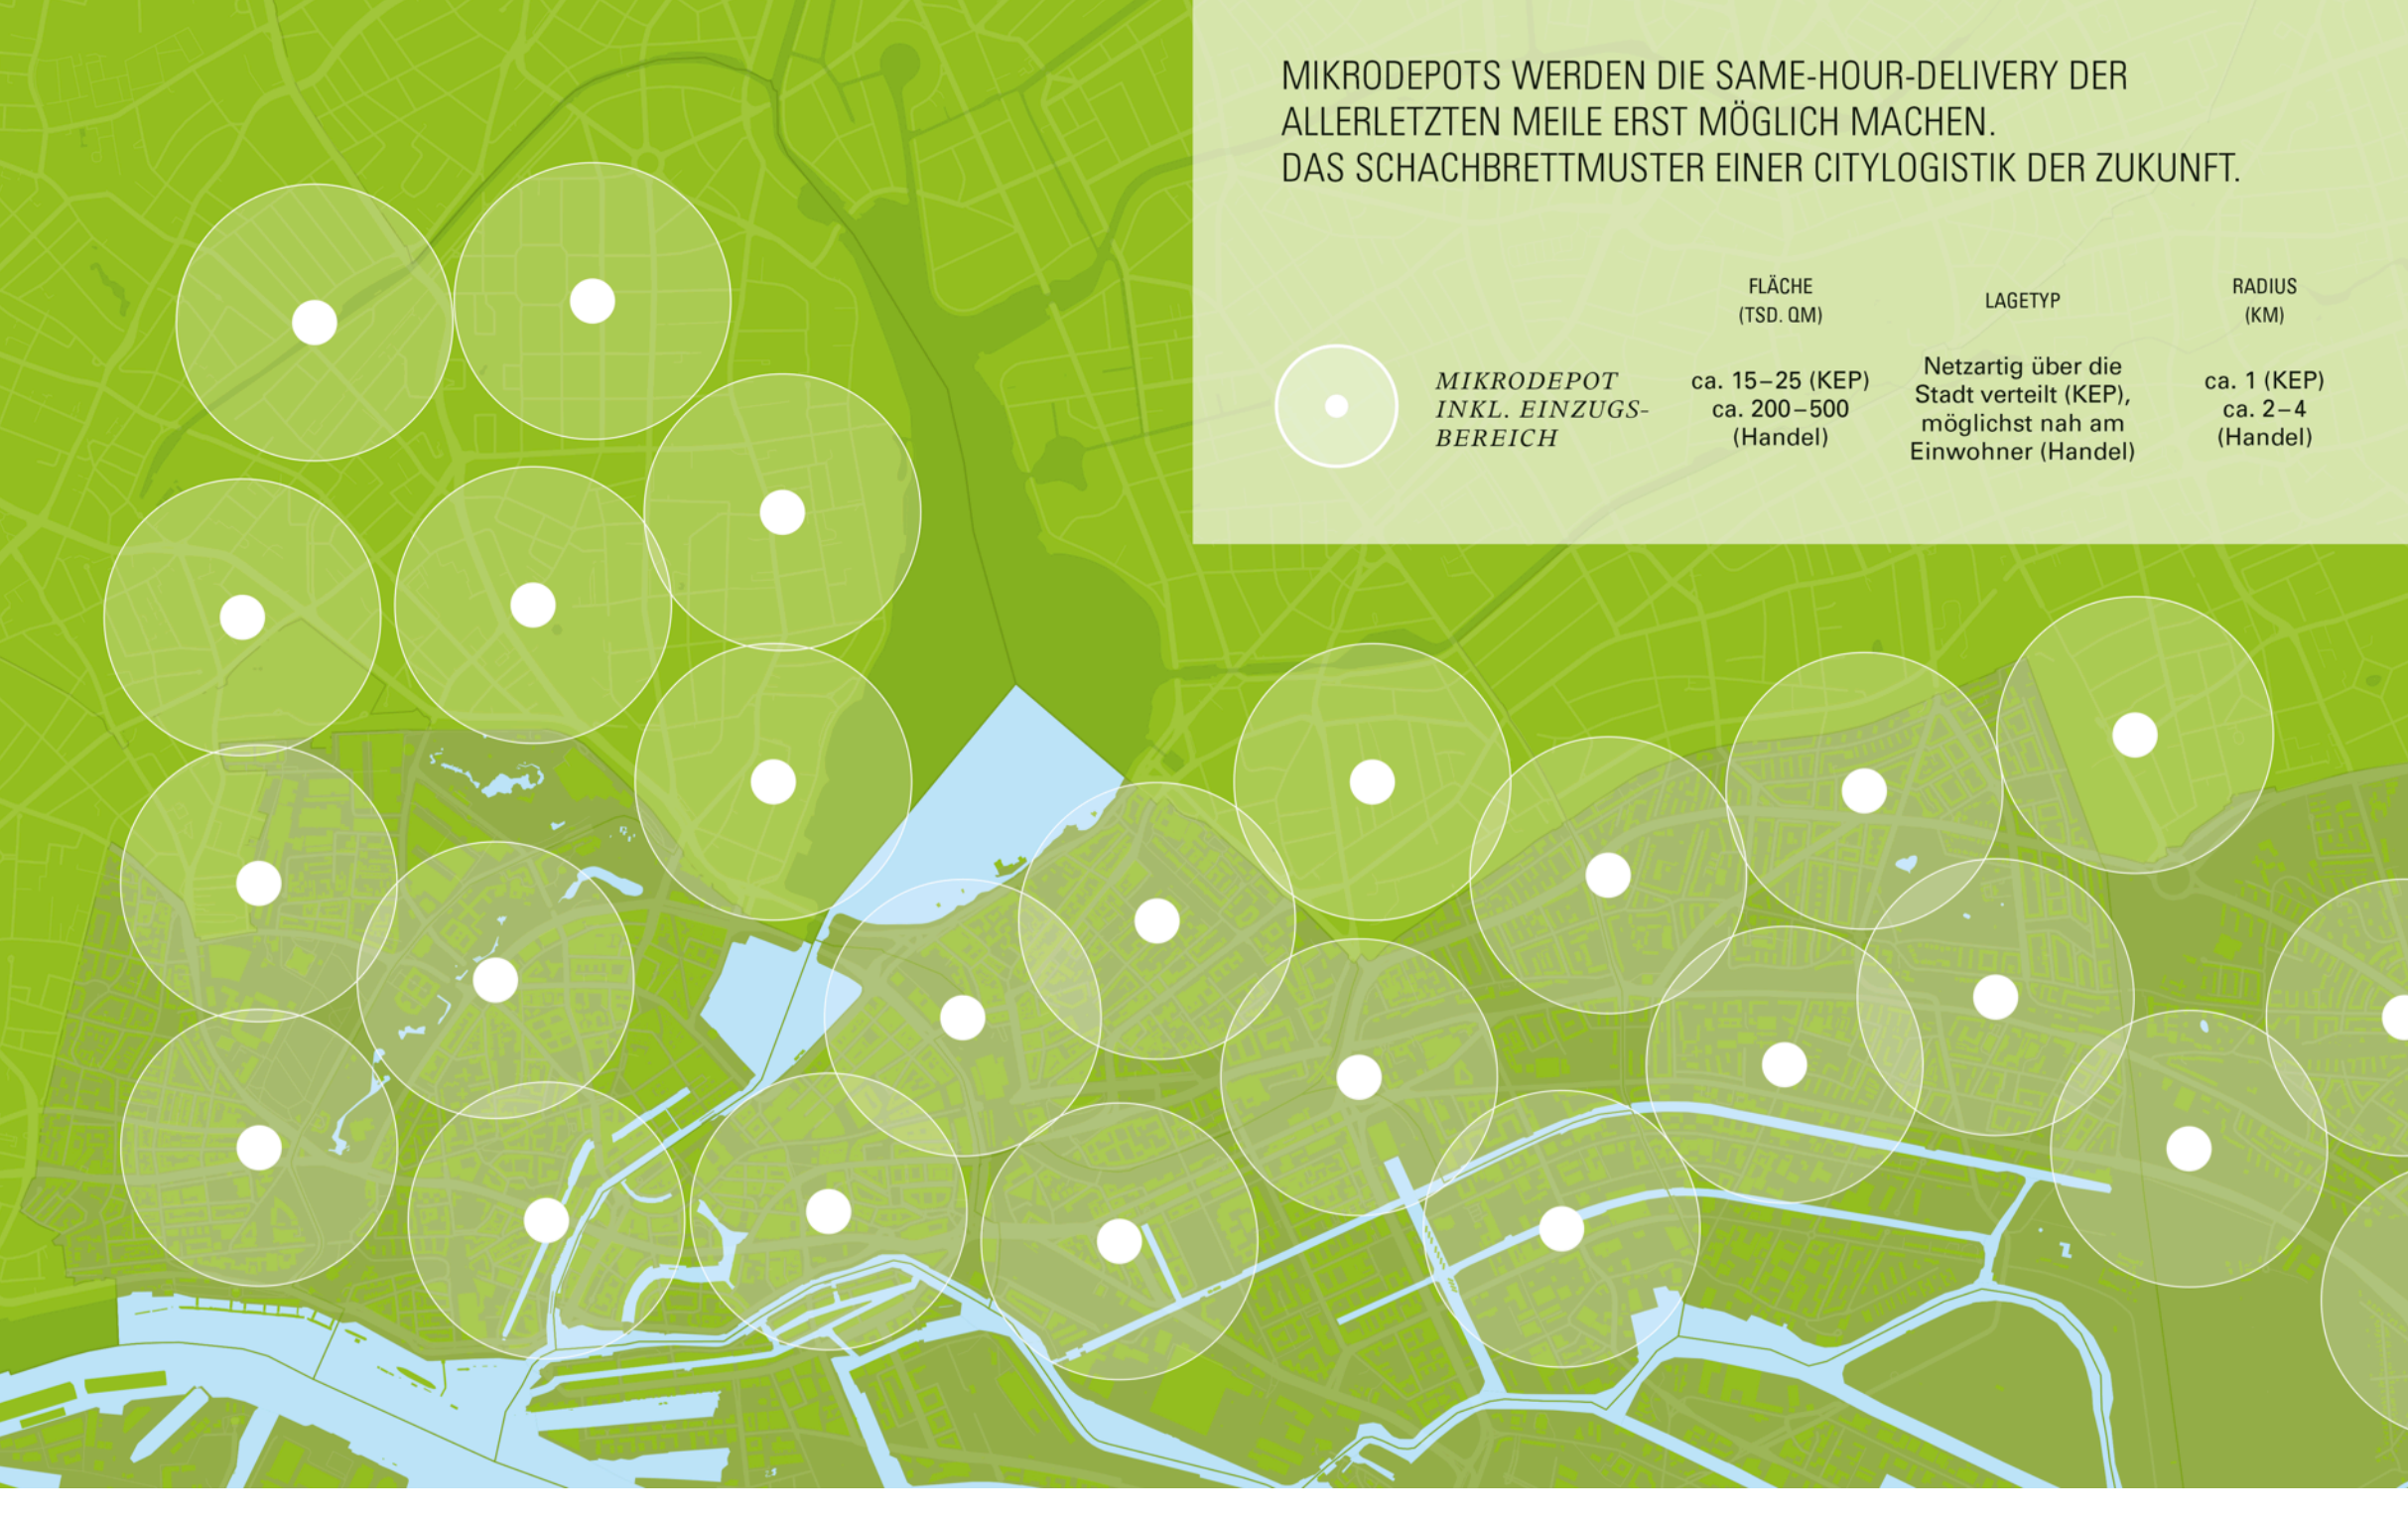 MIKRODEPOTS WERDEN DIE SAME-HOUR-DELIVERY DER
ALLERLETZTEN MEILE ERST MÖGLICH MACHEN.
DAS SCHACHBRETTMUSTER EINER CITYLOGISTIK DER ZUKUNFT.
FLÄCHE
(TSD. QM)
LAGETYP
RADIUS
(KM)
MIKRODEPOT
INKL. EINZUGS-
BEREICH
ca. 15–25 (KEP)
ca. 200–500
(Handel)
Netzartig über die
Stadt verteilt (KEP),
möglichst nah am
Einwohner (Handel)
ca. 1 (KEP)
ca. 2–4
(Handel)